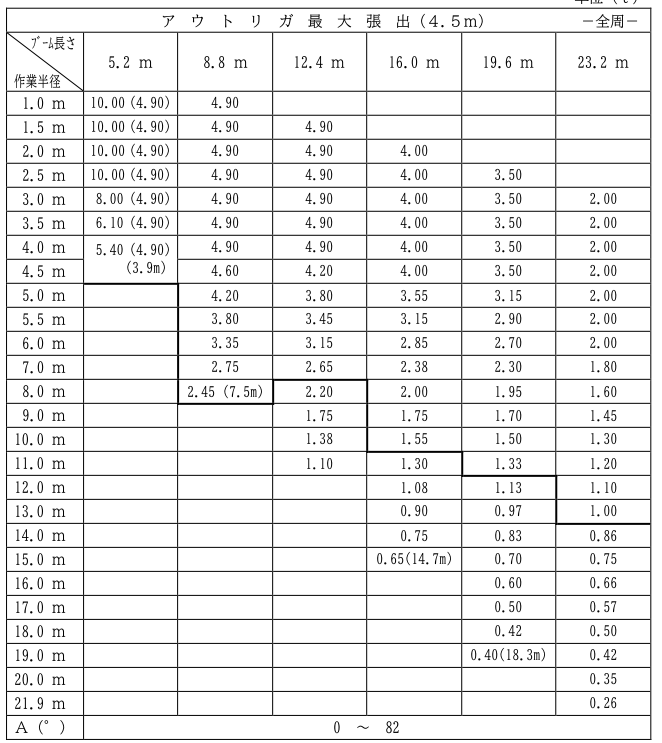 単位（ｔ）
アウトリガ最大張出（4.5m） －全周－
ﾌﾞｰﾑ長さ
作業半径 5.2 m 8.8 m 12.4 m 16.0 m 19.6 m 23.2 m
1.0 m 10.00 (4.90) 4.90
1.5 m 10.00 (4.90) 4.90 4.90
2.0 m 10.00 (4.90) 4.90 4.90 4.00
2.5 m 10.00 (4.90) 4.90 4.90 4.00 3.50
3.0 m 8.00 (4.90) 4.90 4.90 4.00 3.50 2.00
3.5 m 6.10 (4.90) 4.90 4.90 4.00 3.50 2.00
4.0 m 5.40 (4.90) 4.90 4.90 4.00 3.50 2.00
4.5 m (3.9m) 4.60 4.20 4.00 3.50 2.00
5.0 m 4.20 3.80 3.55 3.15 2.00
5.5 m 3.80 3.45 3.15 2.90 2.00
6.0 m 3.35 3.15 2.85 2.70 2.00
7.0 m 2.75 2.65 2.38 2.30 1.80
8.0 m 2.45 (7.5m) 2.20 2.00 1.95 1.60
9.0 m 1.75 1.75 1.70 1.45
10.0 m 1.38 1.55 1.50 1.30
11.0 m 1.10 1.30 1.33 1.20
12.0 m 1.08 1.13 1.10
13.0 m 0.90 0.97 1.00
14.0 m 0.75 0.83 0.86
15.0 m 0.65(14.7m) 0.70 0.75
16.0 m 0.60 0.66
17.0 m 0.50 0.57
18.0 m 0.42 0.50
19.0 m 0.40(18.3m) 0.42
20.0 m 0.35
21.9 m 0.26
A (°) 0 ～ 82